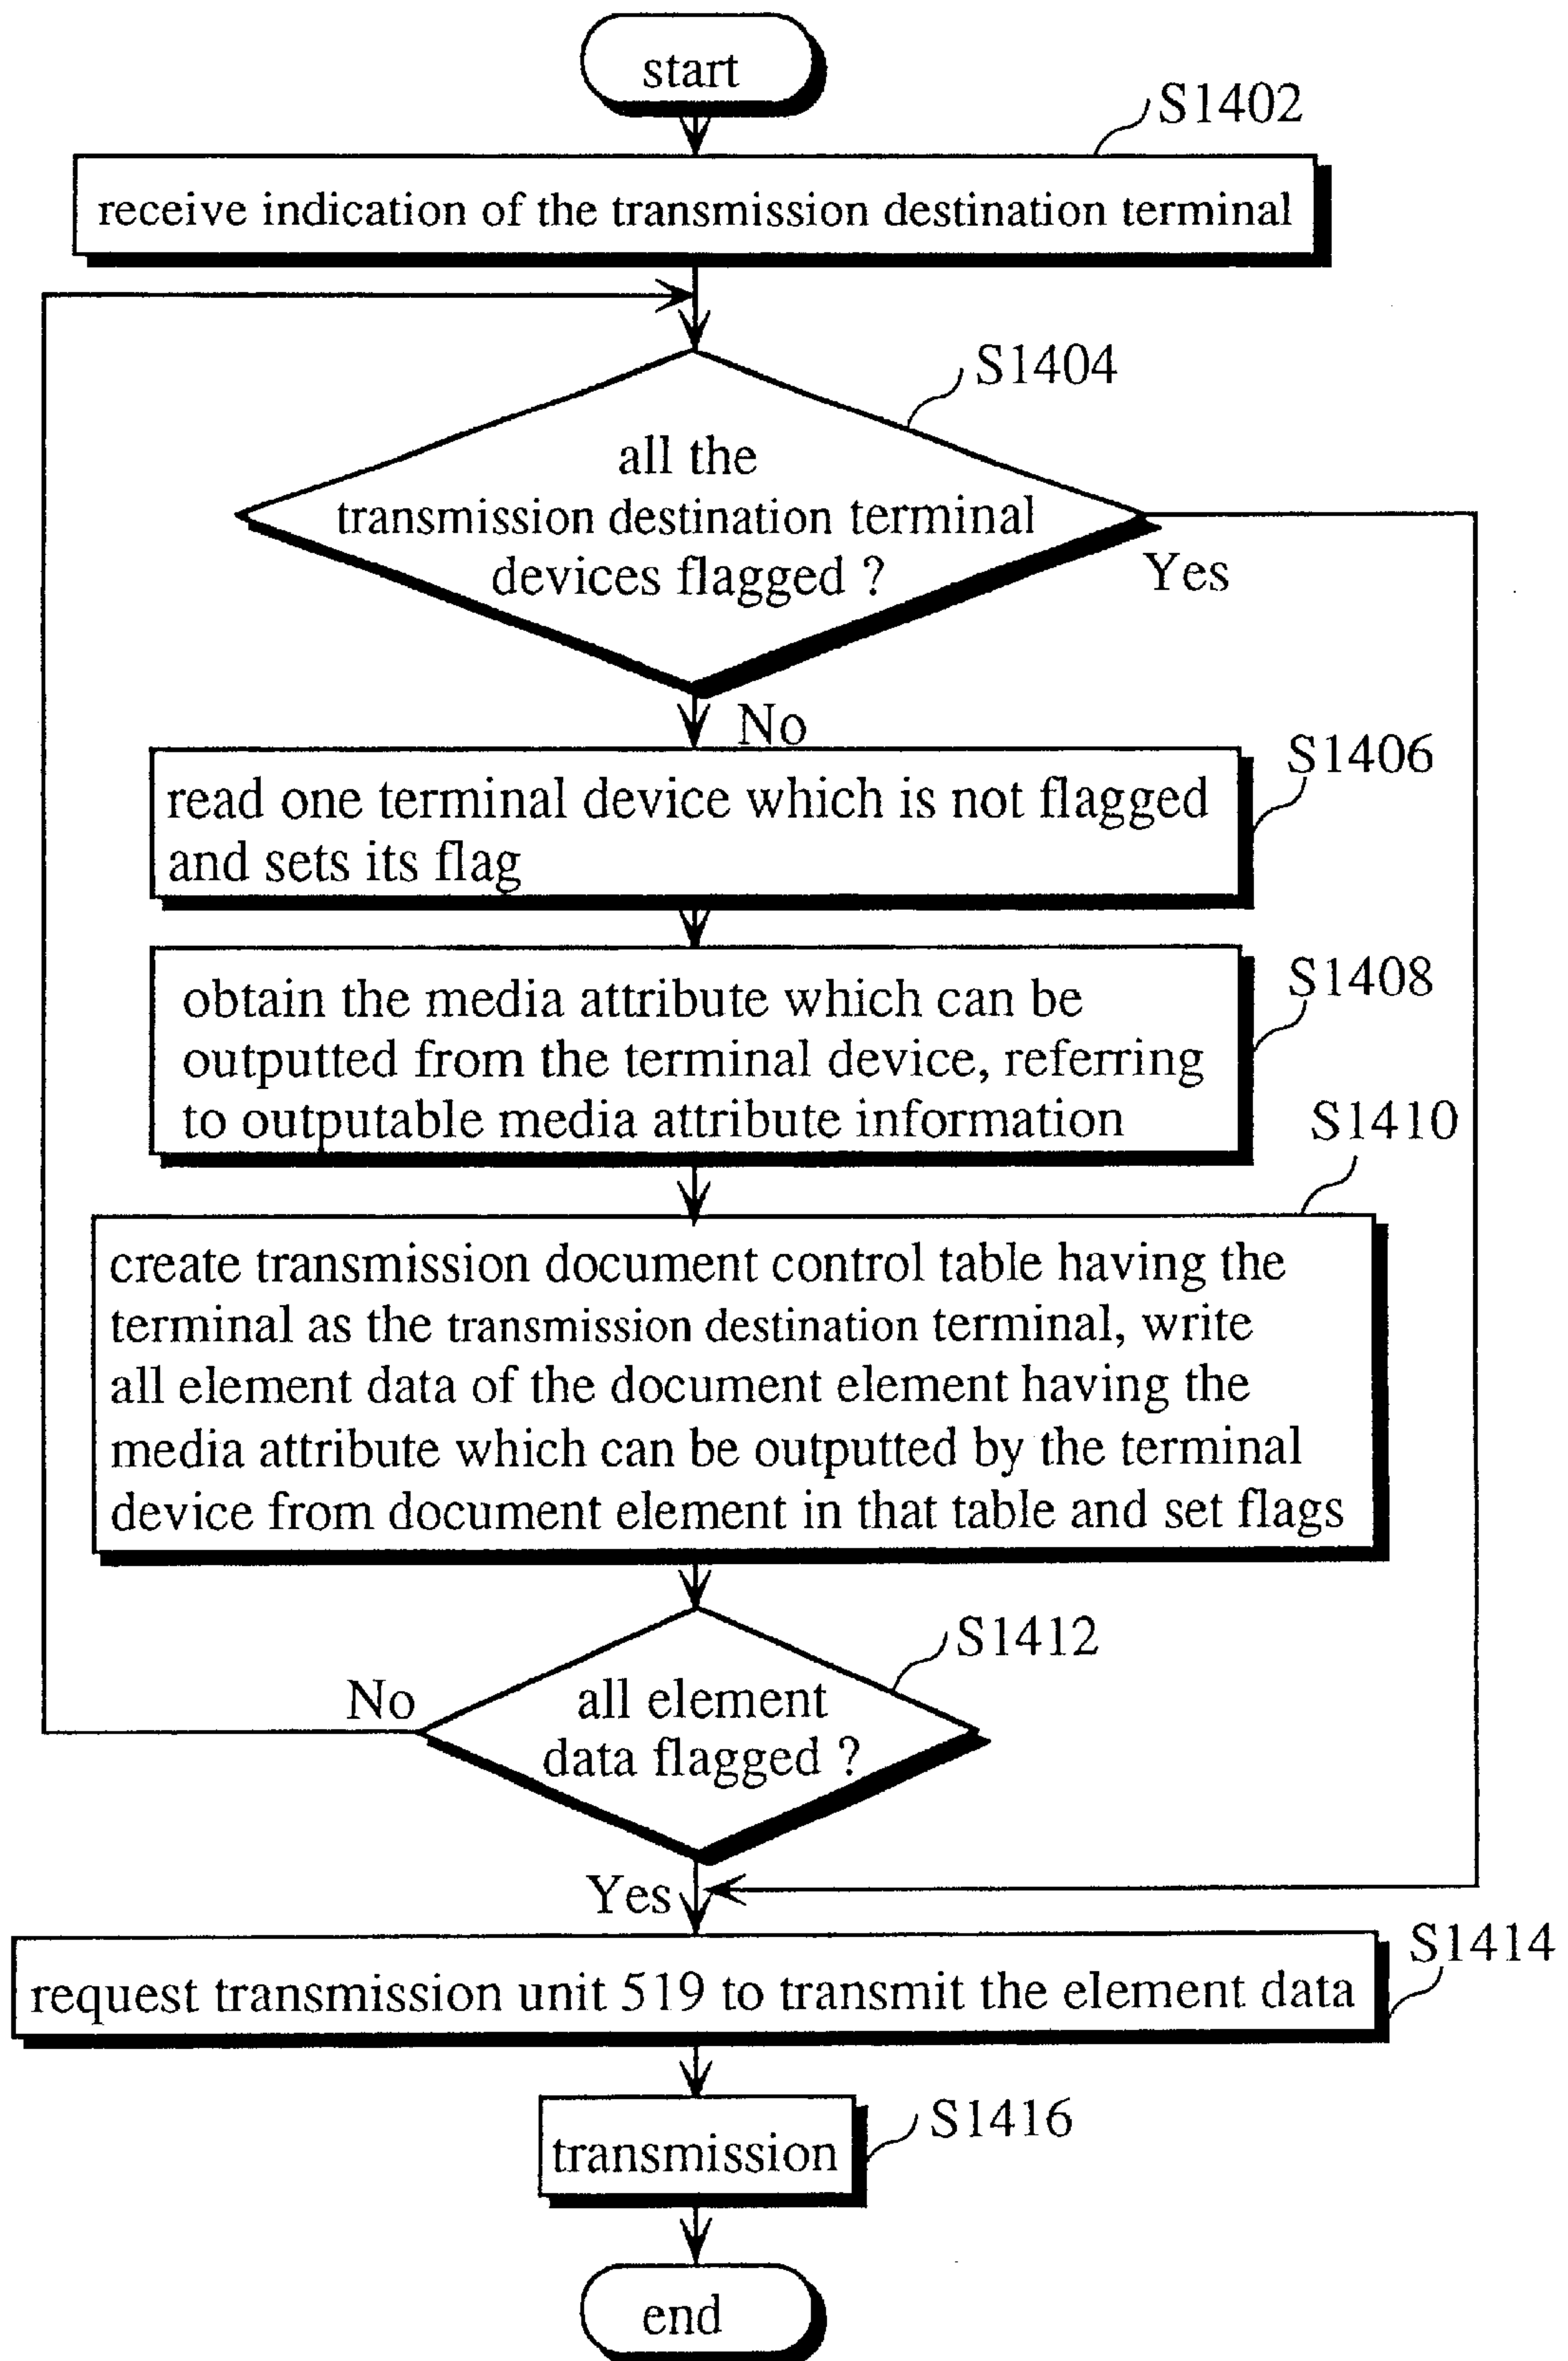 start
S1402
receive indication of the transmission destination terminal
S1404
all the
transmission destination terminal
devices flagged ?
Yes
No
S1406
read one terminal device which is not flagged
and sets its flag
S1408
obtain the media attribute which can be
outputted from the terminal device, referring
to outputable media attribute information
S1410
create transmission document control table having the
terminal as the transmission destination terminal, write
all element data of the document element having the
media attribute which can be outputted by the terminal
device from document element in that table and set flags
S1412
No
all element
data flagged ?
Yes
S1414
request transmission unit 519 to transmit the element data
S1416
transmission
end